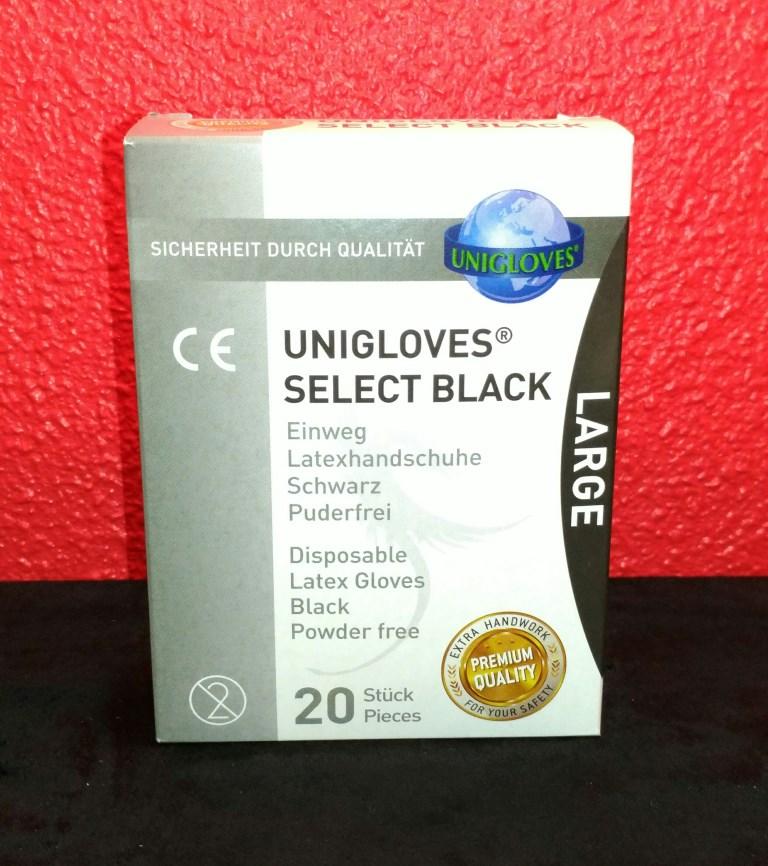 SELECT BLACK
SICHERHEIT DURCH QUALITÄT
UNIGLOVES®
CE
UNIGLOVES®
SELECT BLACK
Einweg
Latexhandschuhe
Schwarz
Puderfrei
Disposable
Latex Gloves
Black
Powder free
LARGE
EXTRA HANDWORK
PREMIUM
QUALITY
FOR YOUR SAFETY
2
20 Stück
Pieces